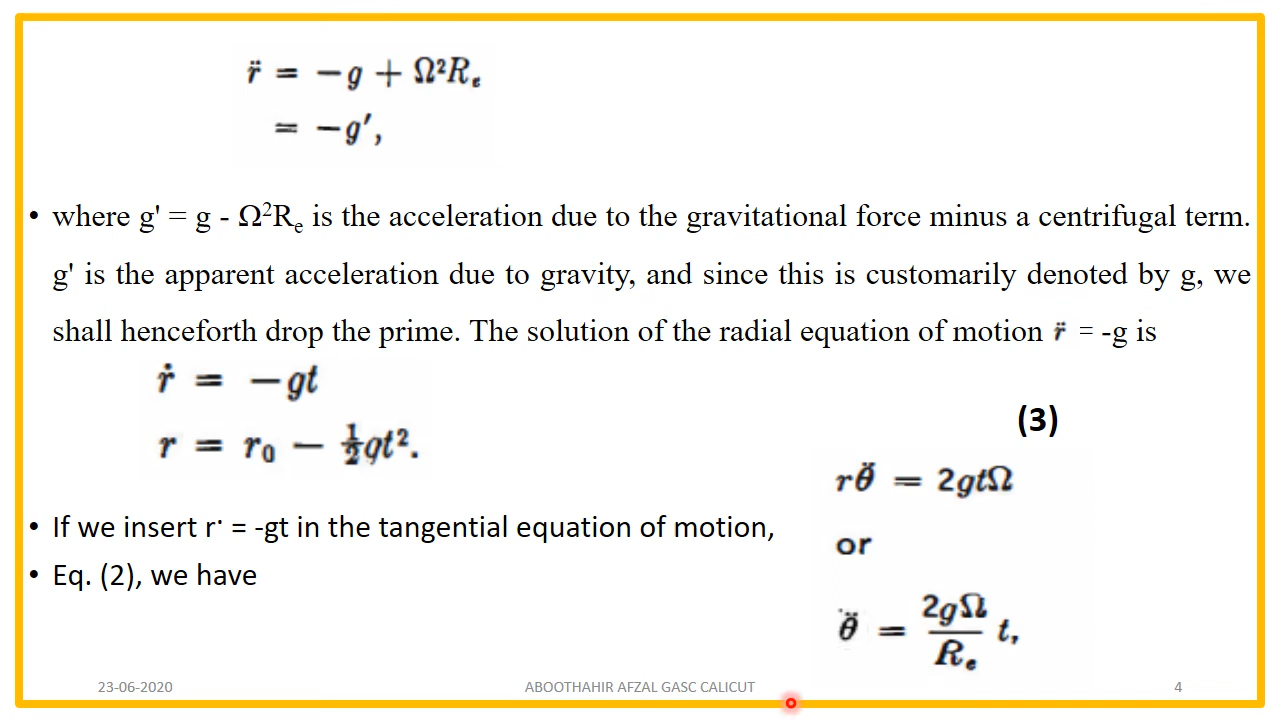 r̈ = −g + Ω²Rₑ
= −g′,
• where g' = g - Ω²Rₑ is the acceleration due to the gravitational force minus a centrifugal term.
g' is the apparent acceleration due to gravity, and since this is customarily denoted by g, we
shall henceforth drop the prime. The solution of the radial equation of motion r̈ = -g is
ṙ = −gt
r = r₀ − ½gt².
(3)
• If we insert r˙ = -gt in the tangential equation of motion,
• Eq. (2), we have
rθ̈ = 2gtΩ
or
θ̈ = 2gΩ/Rₑ t,
23-06-2020 ABOOTHAHIR AFZAL GASC CALICUT 4